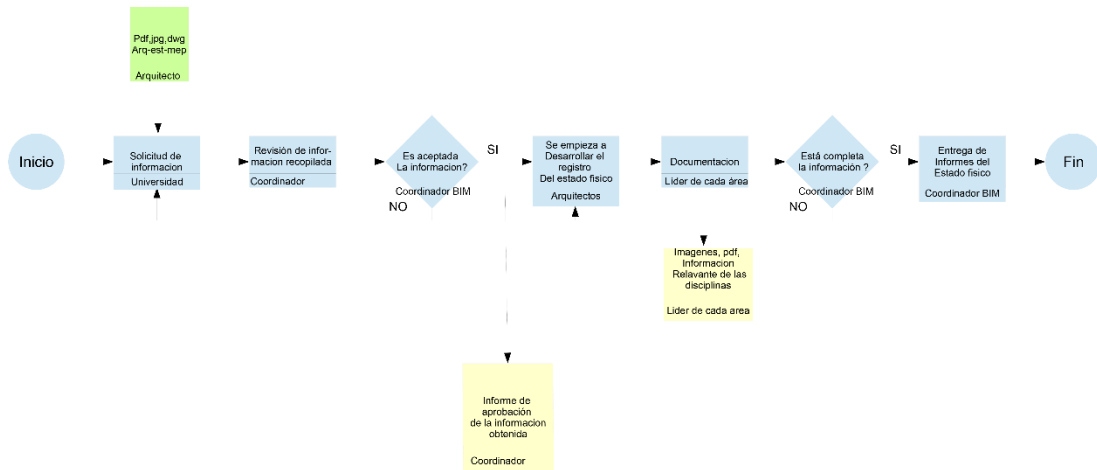 Pdf,jpg,dwg
Arq-est-mep
Arquitecto
Inicio
Solicitud de
informacion
Universidad
Revisión de infor-
macion recopilada
Coordinador
Es aceptada
La informacion?
Coordinador BIM
SI
NO
Se empieza a
Desarrollar el
registro
Del estado fisico
Arquitectos
Documentacion
Lider de cada área
Está completa
la información ?
Coordinador BIM
SI
NO
Entrega de
Informes del
Estado fisico
Coordinador BIM
Fin
Imagenes, pdf,
Informacion
Relavante de las
disciplinas
Lider de cada area
Informe de
aprobación
de la informacion
obtenida
Coordinador